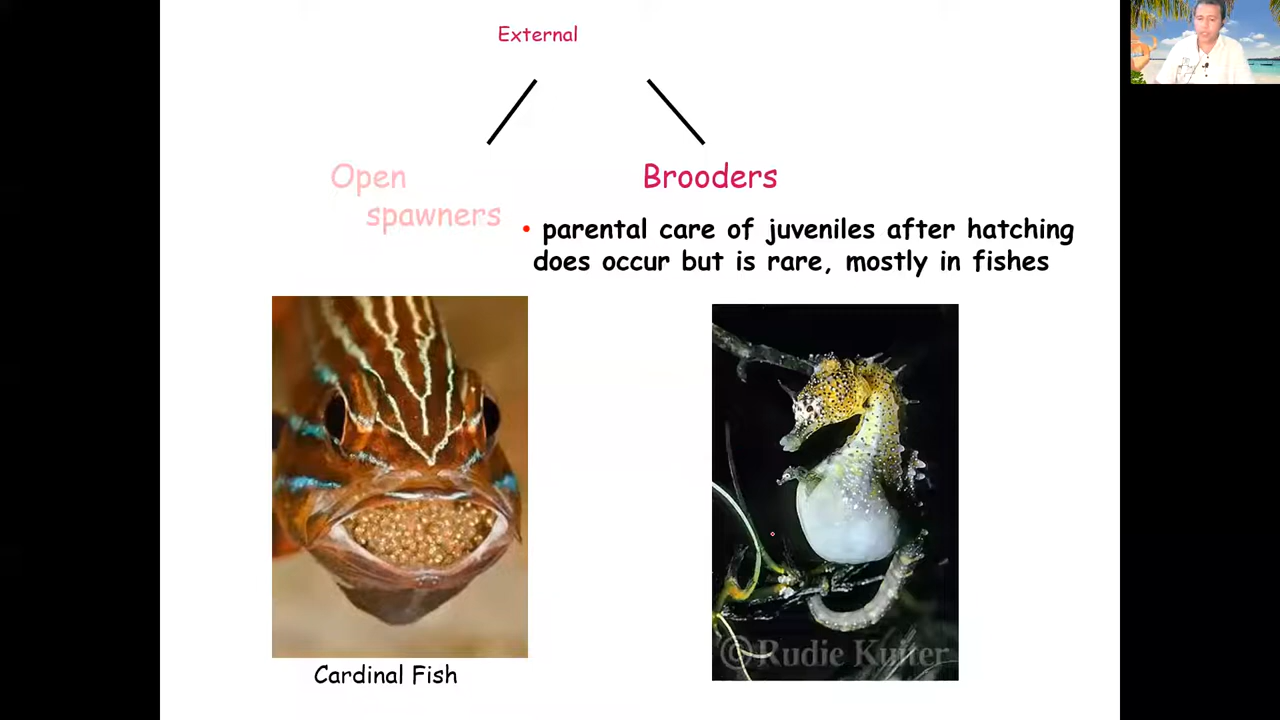 External
Open
spawners
Brooders
• parental care of juveniles after hatching
does occur but is rare, mostly in fishes
Cardinal Fish
©Rudie Kuiter